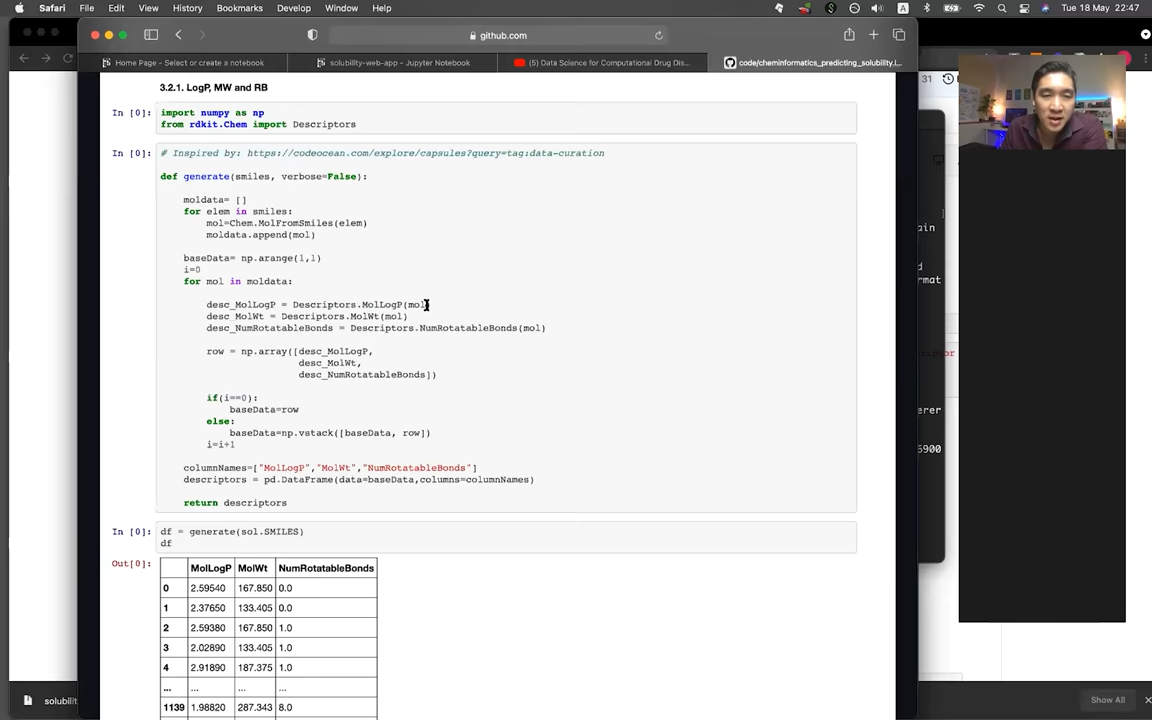 Safari File Edit View History Bookmarks Develop Window Help
A
Tue 18 May 22:47
github.com
Home Page - Select or create a notebook
solubility-web-app - Jupyter Notebook
(5) Data Science for Computational Drug Dis...
code/cheminformatics_predicting_solubility.i...
31
3.2.1. LogP, MW and RB
In [0]: import numpy as np
from rdkit.Chem import Descriptors
In [0]: # Inspired by: https://codeocean.com/explore/capsules?query=tag:data-curation
def generate(smiles, verbose=False):
moldata= []
for elem in smiles:
mol=Chem.MolFromSmiles(elem)
moldata.append(mol)
baseData= np.arange(1,1)
i=0
for mol in moldata:
desc_MolLogP = Descriptors.MolLogP(mol)
desc_MolWt = Descriptors.MolWt(mol)
desc_NumRotatableBonds = Descriptors.NumRotatableBonds(mol)
row = np.array([desc_MolLogP,
desc_MolWt,
desc_NumRotatableBonds])
if(i==0):
baseData=row
else:
baseData=np.vstack([baseData, row])
i=i+1
columnNames=["MolLogP","MolWt","NumRotatableBonds"]
descriptors = pd.DataFrame(data=baseData,columns=columnNames)
return descriptors
In [0]: df = generate(sol.SMILES)
df
Out[0]:
MolLogP MolWt NumRotatableBonds
0 2.59540 167.850 0.0
1 2.37650 133.405 0.0
2 2.59380 167.850 1.0
3 2.02890 133.405 1.0
4 2.91890 187.375 1.0
... ... ... ...
1139 1.98820 287.343 8.0
ain
d
ormat
riptor
erer
6900
solubility
Show All